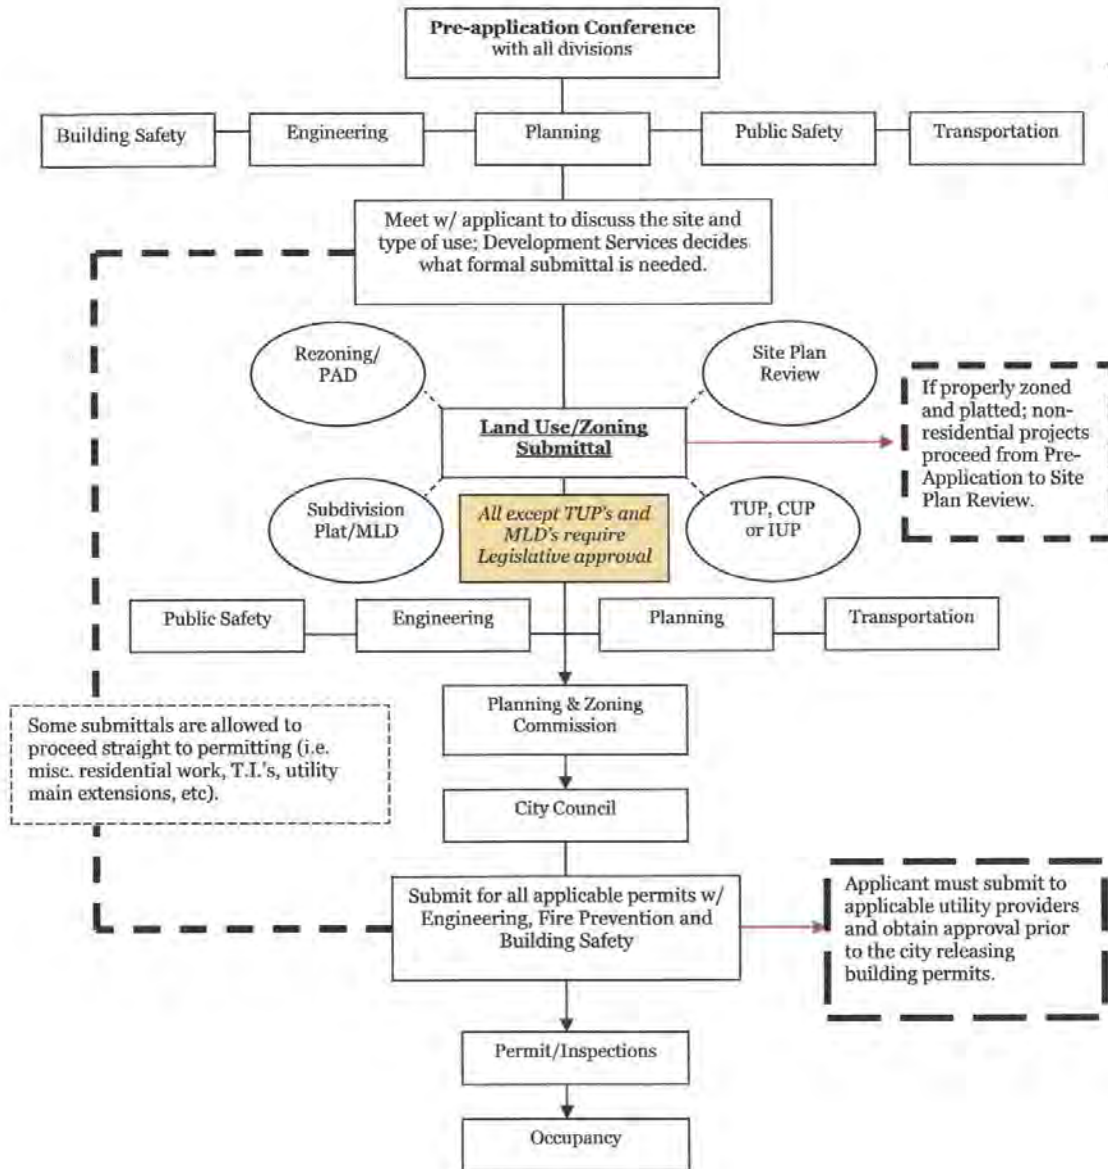 Pre-application Conference
with all divisions
Building Safety
Engineering
Planning
Public Safety
Transportation
Meet w/ applicant to discuss the site and
type of use; Development Services decides
what formal submittal is needed.
Rezoning/
PAD
Site Plan
Review
Land Use/Zoning
Submittal
If properly zoned
and platted; non-
residential projects
proceed from Pre-
Application to Site
Plan Review.
Subdivision
Plat/MLD
All except TUP's and
MLD's require
Legislative approval
TUP, CUP
or IUP
Public Safety
Engineering
Planning
Transportation
Planning & Zoning
Commission
Some submittals are allowed to
proceed straight to permitting (i.e.
misc. residential work, T.I.'s, utility
main extensions, etc).
City Council
Submit for all applicable permits w/
Engineering, Fire Prevention and
Building Safety
Applicant must submit to
applicable utility providers
and obtain approval prior
to the city releasing
building permits.
Permit/Inspections
Occupancy